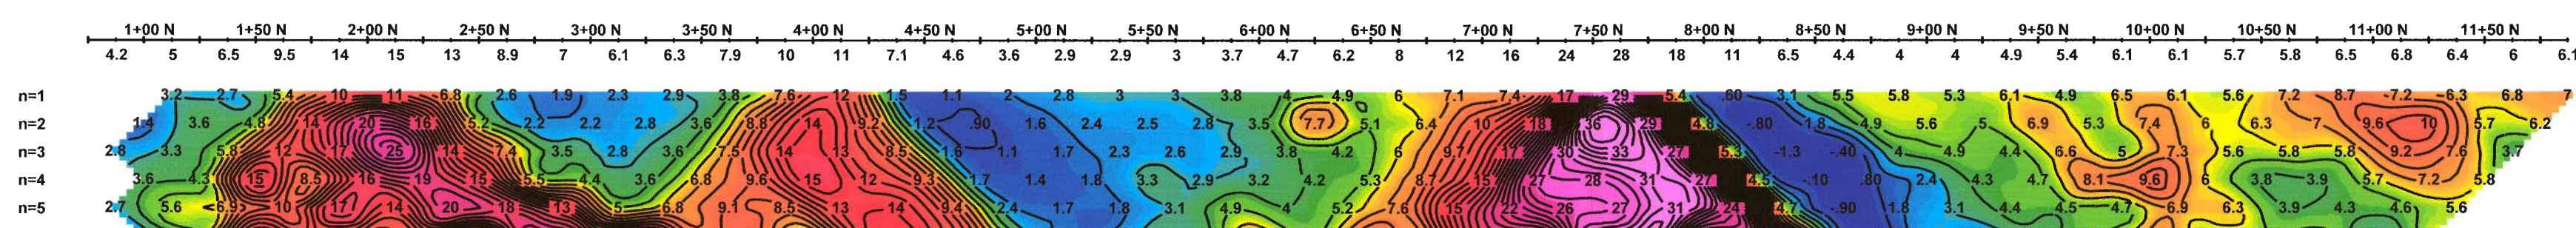 1+00 N 1+50 N 2+00 N 2+50 N 3+00 N 3+50 N 4+00 N 4+50 N 5+00 N 5+50 N 6+00 N 6+50 N 7+00 N 7+50 N 8+00 N 8+50 N 9+00 N 9+50 N 10+00 N 10+50 N 11+00 N 11+50 N
4.2 5 6.5 9.5 14 15 13 8.9 7 6.1 6.3 7.9 10 11 7.1 4.6 3.6 2.9 2.9 3 3.7 4.7 6.2 8 12 16 24 28 18 11 6.5 4.4 4 4 4.9 5.4 6.1 6.1 5.7 5.8 6.5 6.8 6.4 6 6.1
n=1 3.2 2.7 5.4 10 11 6.8 2.6 1.9 2.3 2.9 3.8 7.6 12 1.5 1.1 2 2.8 3 3 3.8 4 4.9 6 7.1 7.4 17 29 5.4 .60 3.1 5.5 5.8 5.3 6.1 4.9 6.5 6.1 5.6 7.2 8.7 7.2 6.3 6.8 7
n=2 1.4 3.6 4.8 14 20 16 5.2 2.2 2.2 2.8 3.6 8.8 14 9.2 1.2 .90 1.6 2.4 2.5 2.8 3.5 7.7 5.1 6.4 10 18 36 29 4.8 -.80 1.8 4.9 5.6 5 6.9 5.3 7.4 6 6.3 7 9.6 10 5.7 6.2
n=3 2.8 3.3 5.8 12 17 25 14 7.4 3.5 2.8 3.6 7.5 14 13 8.5 1.6 1.1 1.7 2.3 2.6 2.9 3.8 4.2 6 9.7 17 30 33 27 5.3 -1.3 -.40 4 4.9 4.4 6.6 5 7.3 5.6 5.8 5.8 9.2 7.6 3.7
n=4 3.6 4.3 15 8.5 16 19 15 5.5 4.4 3.6 6.8 9.6 15 12 9.3 1.7 1.4 1.8 3.3 2.9 3.2 4.2 5.3 8.7 15 27 28 31 27 4.5 -.10 .80 2.4 4.3 4.7 8.1 9.6 6 3.8 3.9 5.7 7.2 5.8
n=5 2.7 5.6 6.9 10 17 14 20 18 13 5 6.8 9.1 8.5 13 14 9.4 2.4 1.7 1.8 3.1 4.9 4 5.2 7.6 15 22 26 27 31 24 4.7 -.90 1.8 3.1 4.4 4.5 4.7 6.9 6.3 3.9 4.3 4.6 5.6